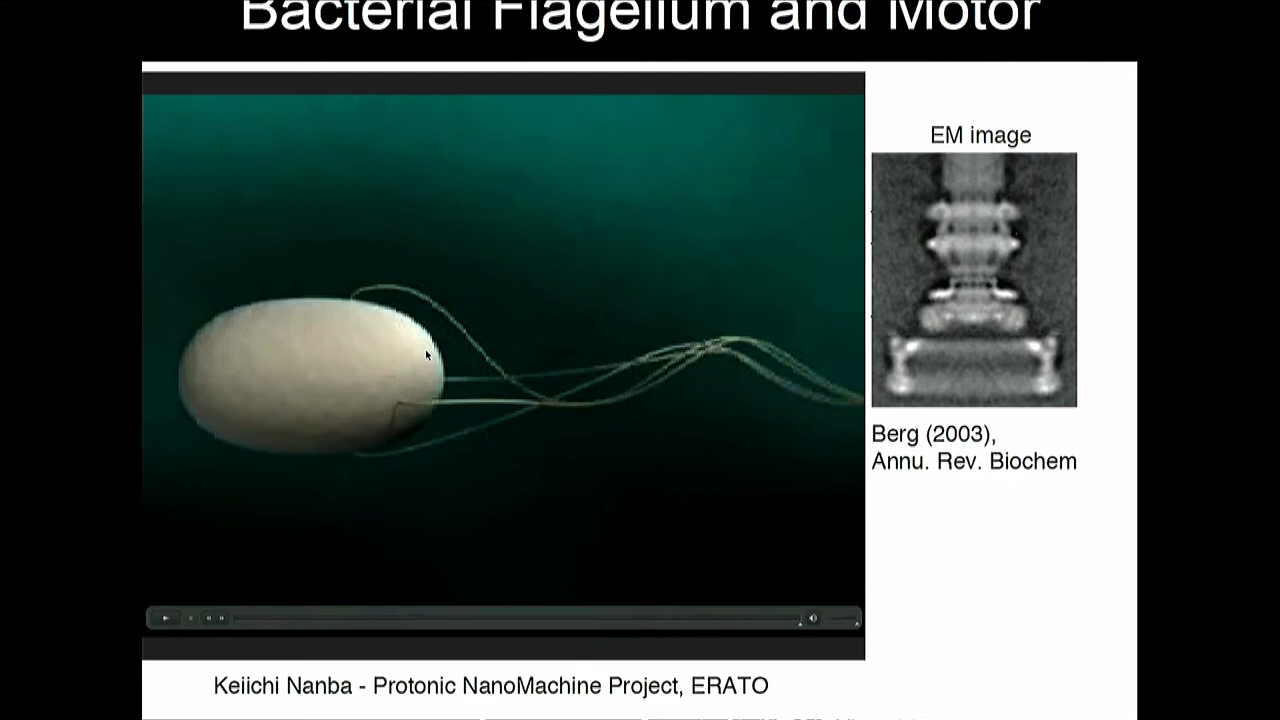 Bacterial Flagellum and Motor
EM image
Berg (2003),
Annu. Rev. Biochem
Keiichi Nanba - Protonic NanoMachine Project, ERATO